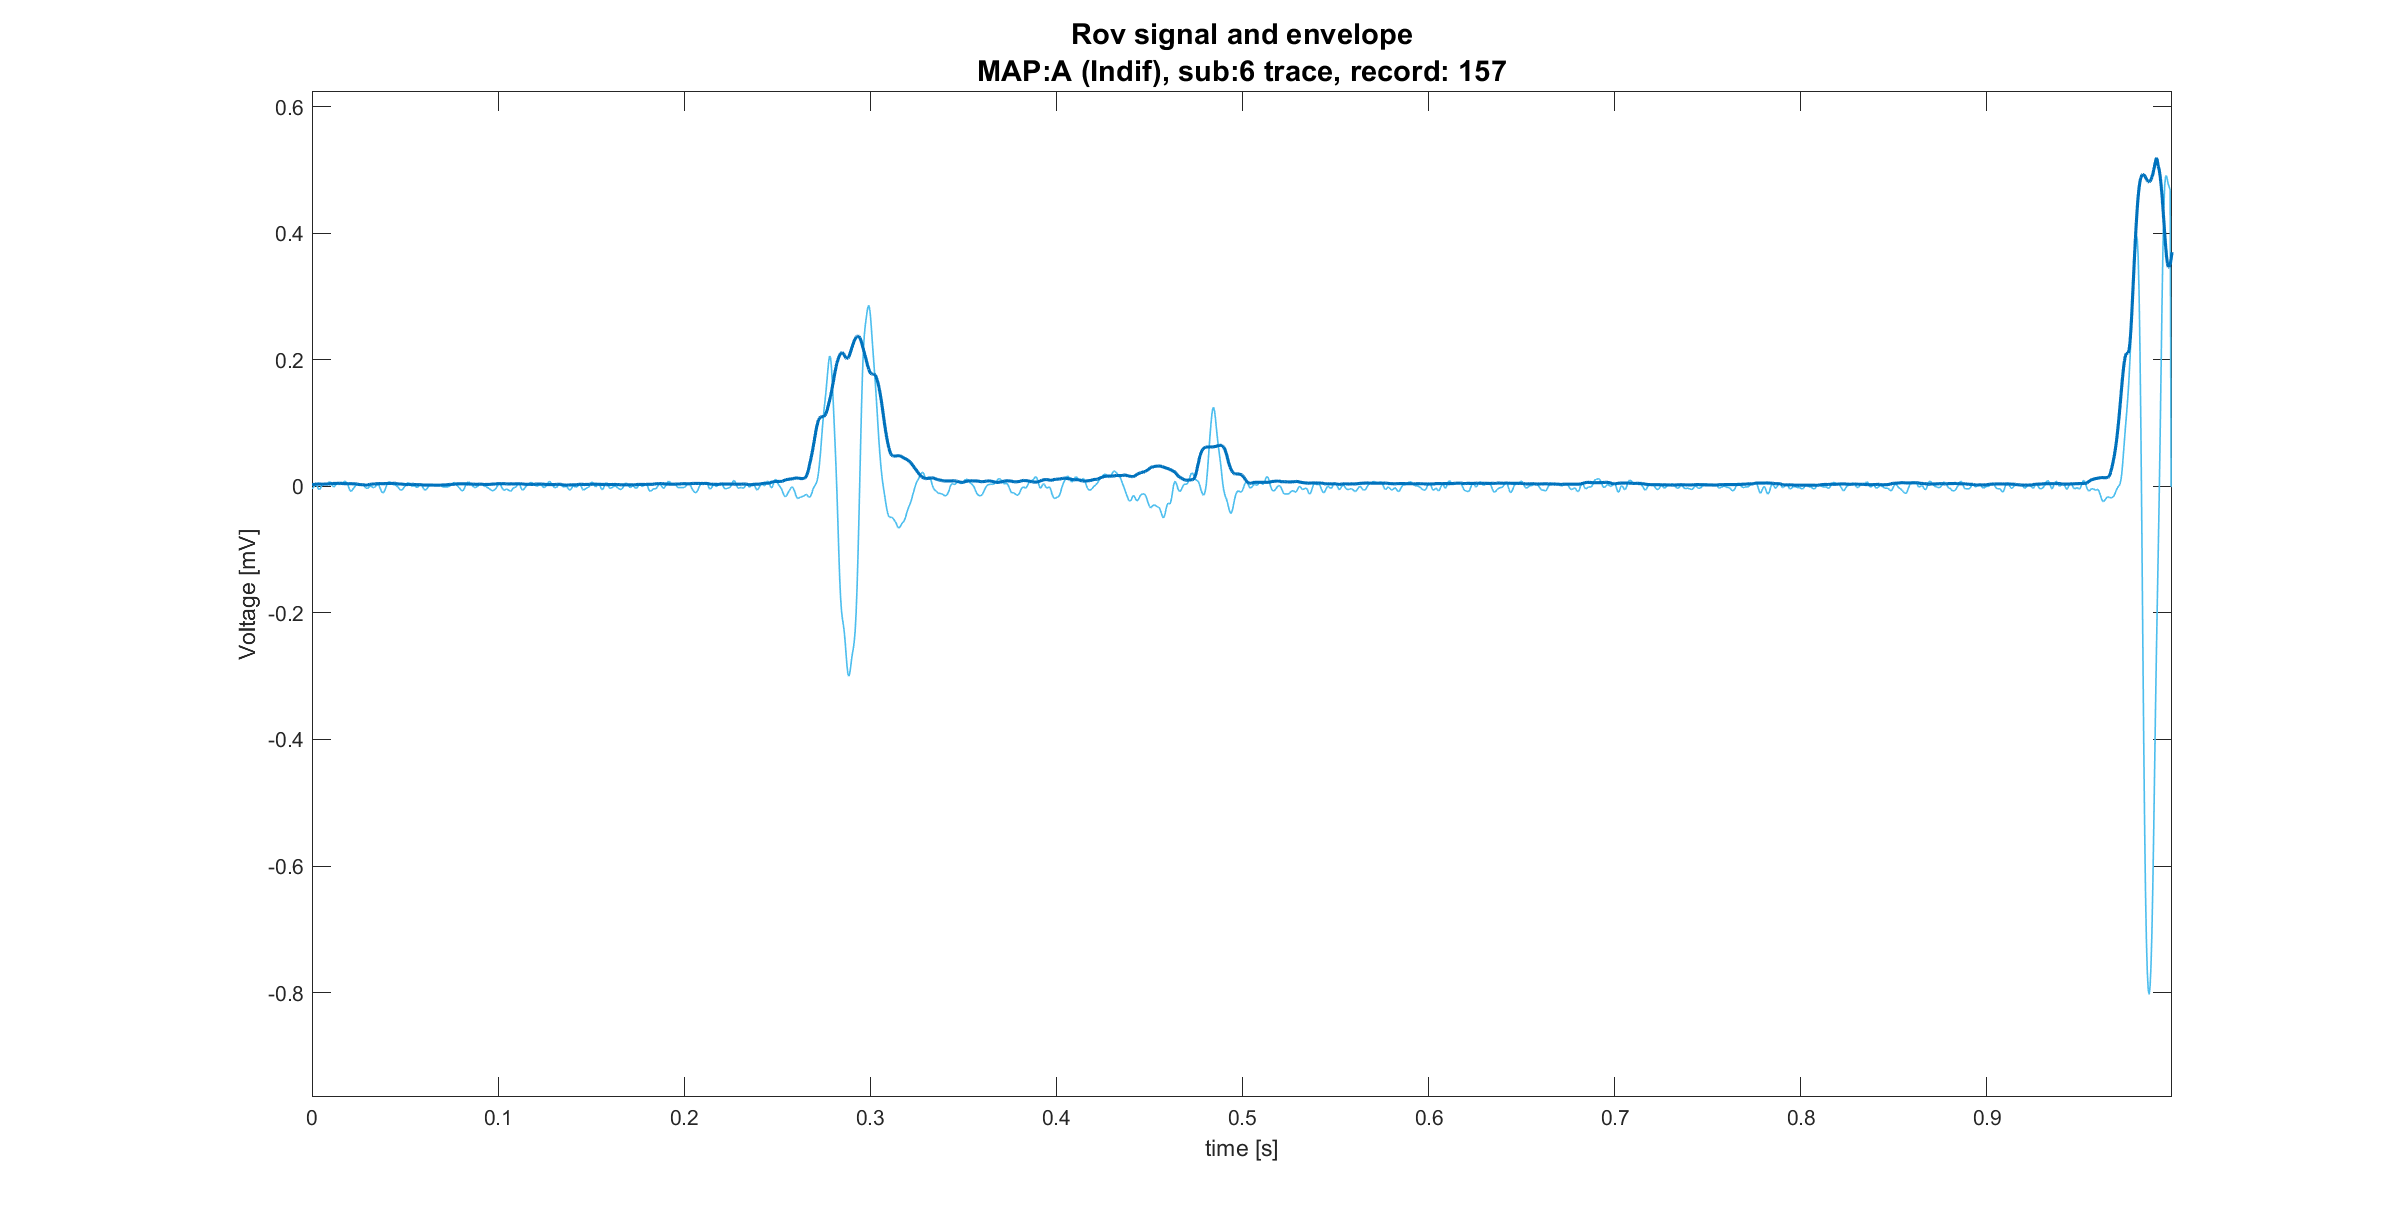 Rov signal and envelope
MAP:A (Indif), sub:6 trace, record: 157
0.6
0.4
0.2
0
-0.2
-0.4
-0.6
-0.8
Voltage [mV]
0 0.1 0.2 0.3 0.4 0.5 0.6 0.7 0.8 0.9
time [s]